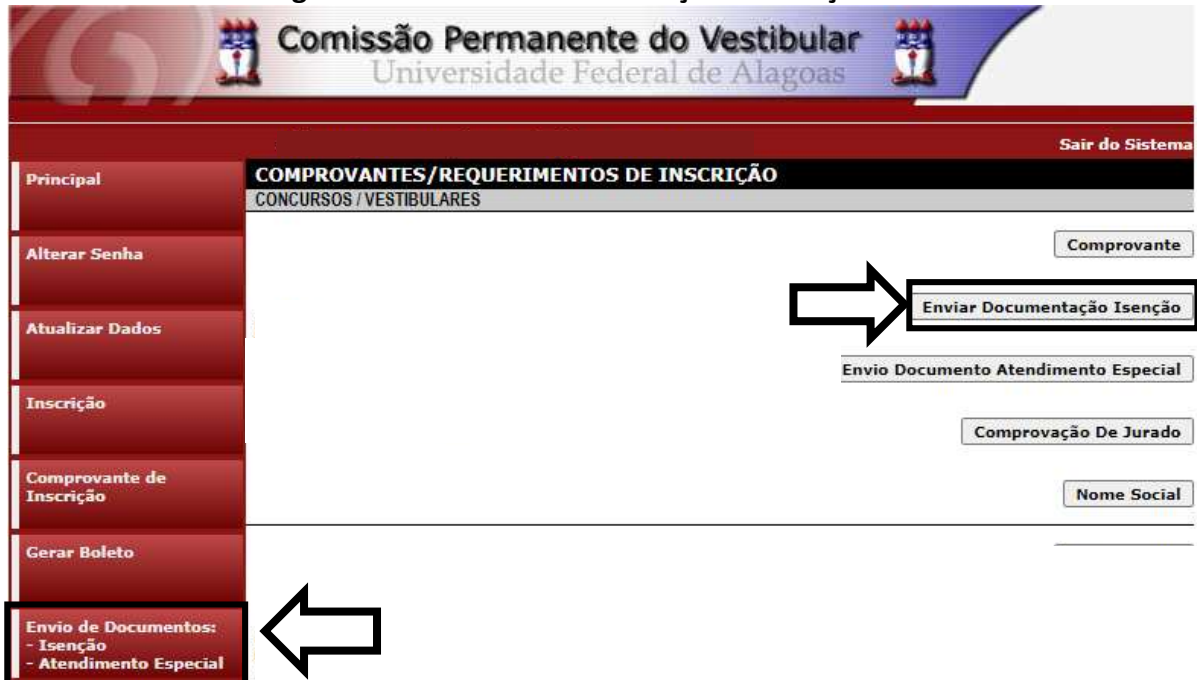 Comissão Permanente do Vestibular
Universidade Federal de Alagoas
Sair do Sistema
Principal
COMPROVANTES/REQUERIMENTOS DE INSCRIÇÃO
CONCURSOS / VESTIBULARES
Alterar Senha
Comprovante
Enviar Documentação Isenção
Atualizar Dados
Envio Documento Atendimento Especial
Inscrição
Comprovação De Jurado
Comprovante de
Inscrição
Nome Social
Gerar Boleto
Envio de Documentos:
- Isenção
- Atendimento Especial